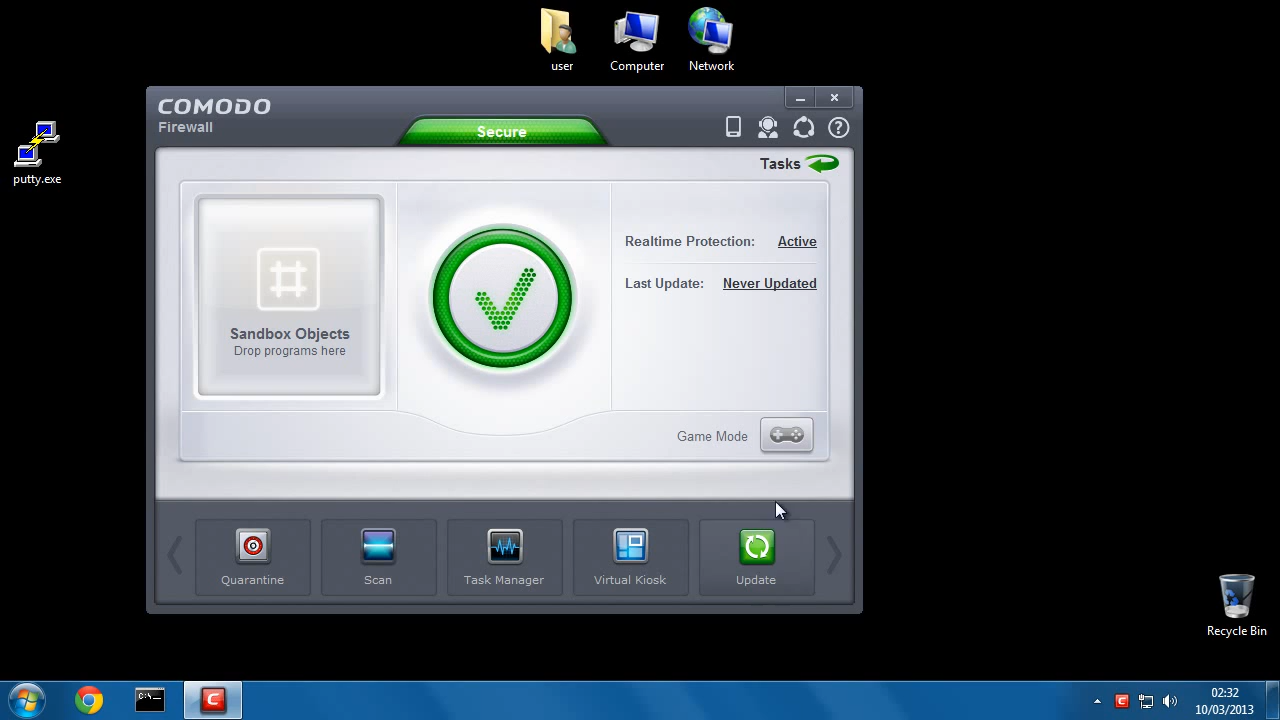 user
Computer
Network
putty.exe
COMODO
Firewall
Secure
Tasks
Realtime Protection: Active
Last Update: Never Updated
Sandbox Objects
Drop programs here
Game Mode
Quarantine
Scan
Task Manager
Virtual Kiosk
Update
Recycle Bin
02:32
10/03/2013